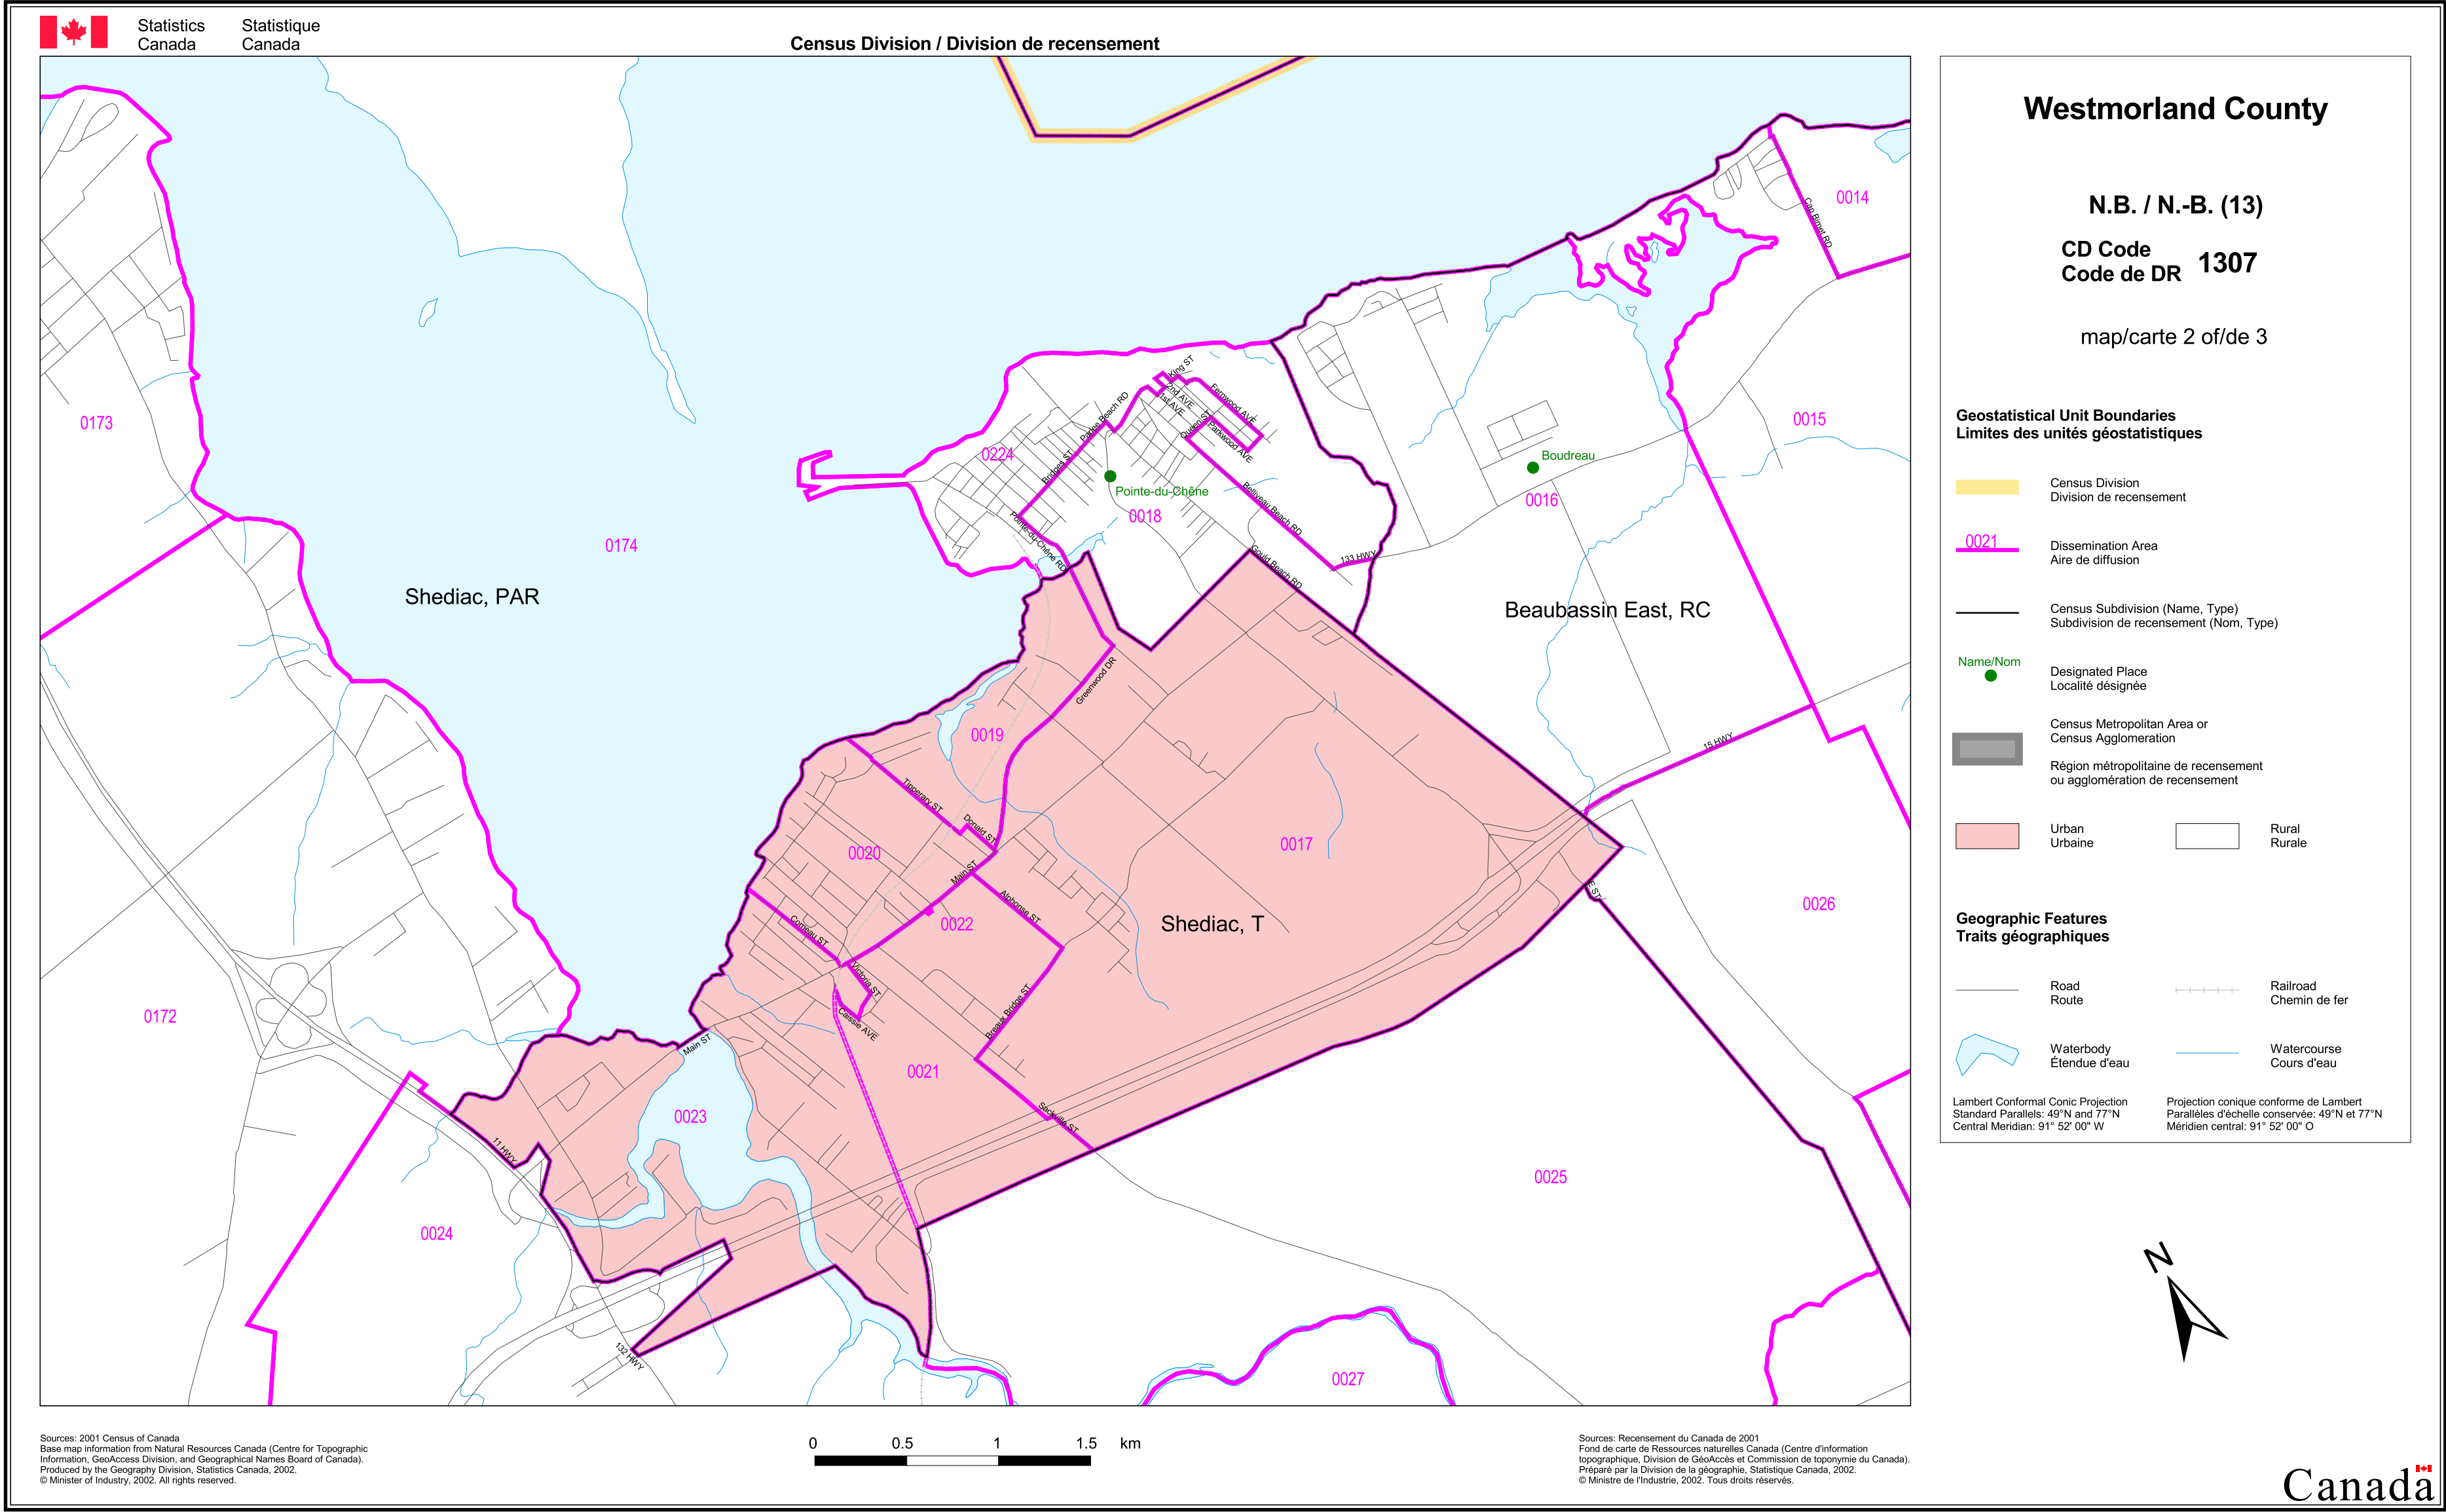 Statistics
Canada
Statistique
Canada
Census Division / Division de recensement
Westmorland County
N.B. / N.-B. (13)
CD Code
Code de DR
1307
map/carte 2 of/de 3
Geostatistical Unit Boundaries
Limites des unités géostatistiques
Census Division
Division de recensement
0021
Dissemination Area
Aire de diffusion
Census Subdivision (Name, Type)
Subdivision de recensement (Nom, Type)
Name/Nom
Designated Place
Localité désignée
Census Metropolitan Area or
Census Agglomeration
Région métropolitaine de recensement
ou agglomération de recensement
Urban
Urbaine
Rural
Rurale
Geographic Features
Traits géographiques
Road
Route
Railroad
Chemin de fer
Waterbody
Étendue d'eau
Watercourse
Cours d'eau
Lambert Conformal Conic Projection
Standard Parallels: 49°N and 77°N
Central Meridian: 91° 52' 00" W
Projection conique conforme de Lambert
Parallèles d'échelle conservée: 49°N et 77°N
Méridien central: 91° 52' 00" O
N
0014
Cap Bimet RD
0173
0015
King ST
2nd AVE
1st AVE
Fernwood AVE
Parlee Beach RD
Queen ST
Parkwood AVE
0224
Bridges ST
Boudreau
Pointe-du-Chêne
0016
0018
Belliveau Beach RD
Pointe-du-Chêne RD
0174
Gould Beach RD
133 HWY
Shediac, PAR
Beaubassin East, RC
Greenwood DR
0019
15 HWY
Tipperary ST
Donald ST
0017
0020
Main ST
Alphonse ST
E ST
0026
Comeau ST
0022
Shediac, T
Victoria ST
0172
Caissie AVE
Breaux Bridge ST
Main ST
0021
0023
Sackville ST
11 HWY
0025
0024
132 HWY
0027
Sources: 2001 Census of Canada
Base map information from Natural Resources Canada (Centre for Topographic
Information, GeoAccess Division, and Geographical Names Board of Canada).
Produced by the Geography Division, Statistics Canada, 2002.
© Minister of Industry, 2002. All rights reserved.
0 0.5 1 1.5 km
Sources: Recensement du Canada de 2001
Fond de carte de Ressources naturelles Canada (Centre d'information
topographique, Division de GéoAccès et Commission de toponymie du Canada).
Préparé par la Division de la géographie, Statistique Canada, 2002.
© Ministre de l'Industrie, 2002. Tous droits réservés.
Canada